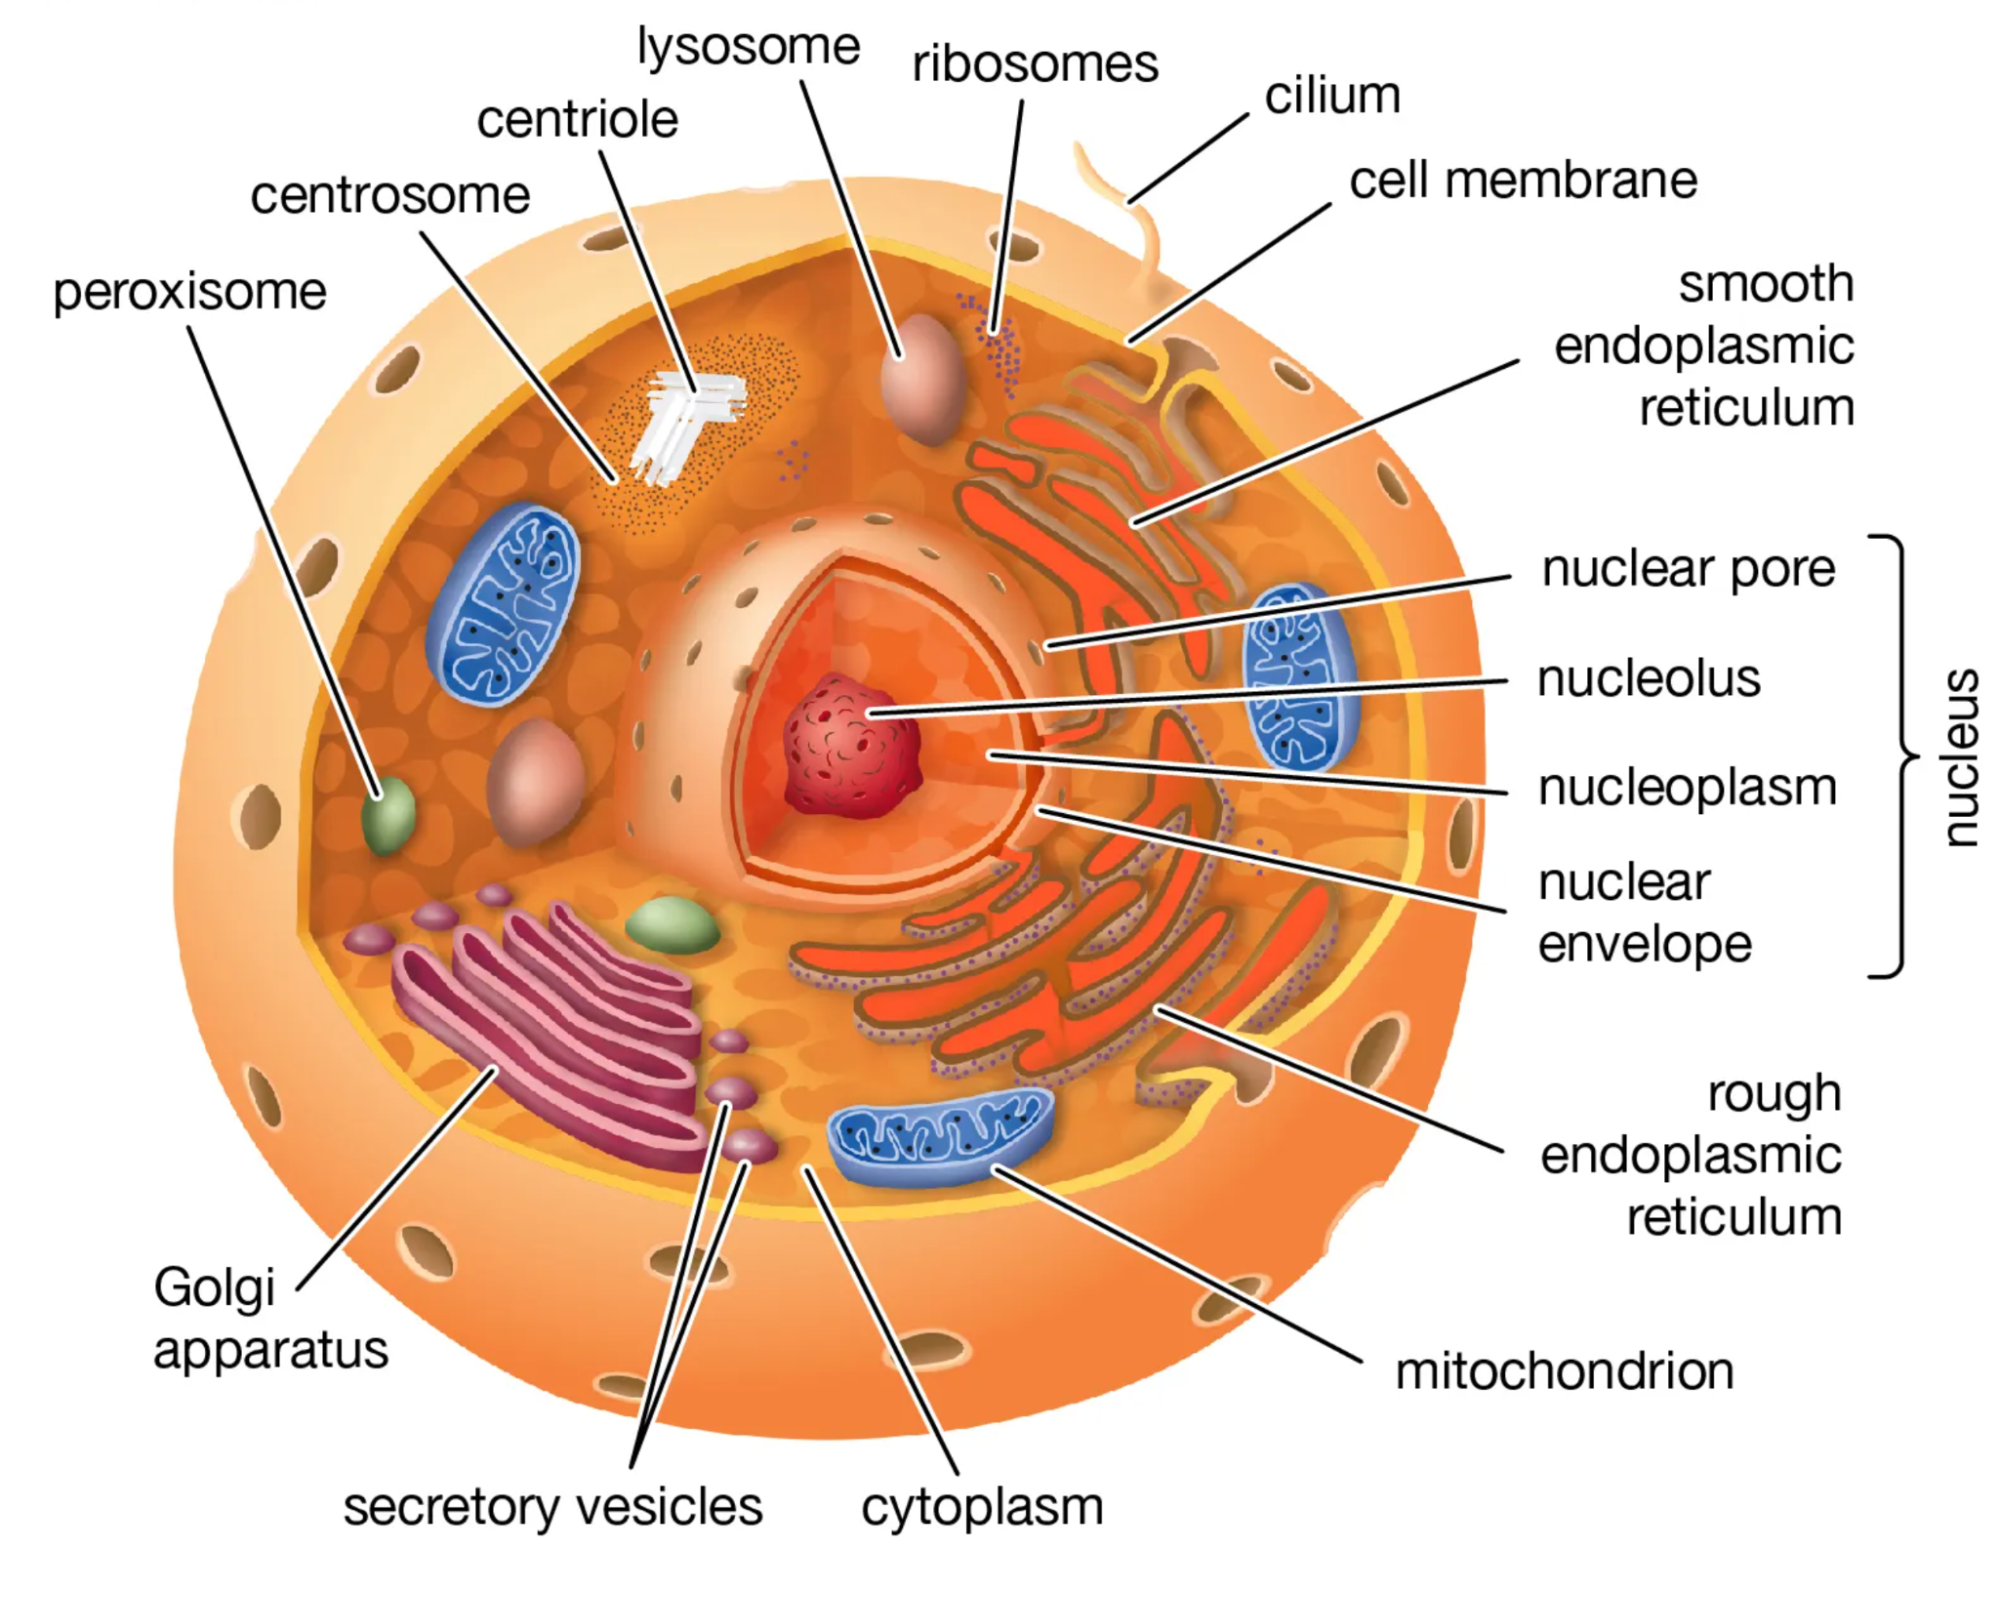 lysosome
ribosomes
cilium
centriole
cell membrane
centrosome
peroxisome
smooth
endoplasmic
reticulum
nuclear pore
nucleolus
nucleoplasm
nuclear
envelope
nucleus
rough
endoplasmic
reticulum
Golgi
apparatus
mitochondrion
secretory vesicles
cytoplasm